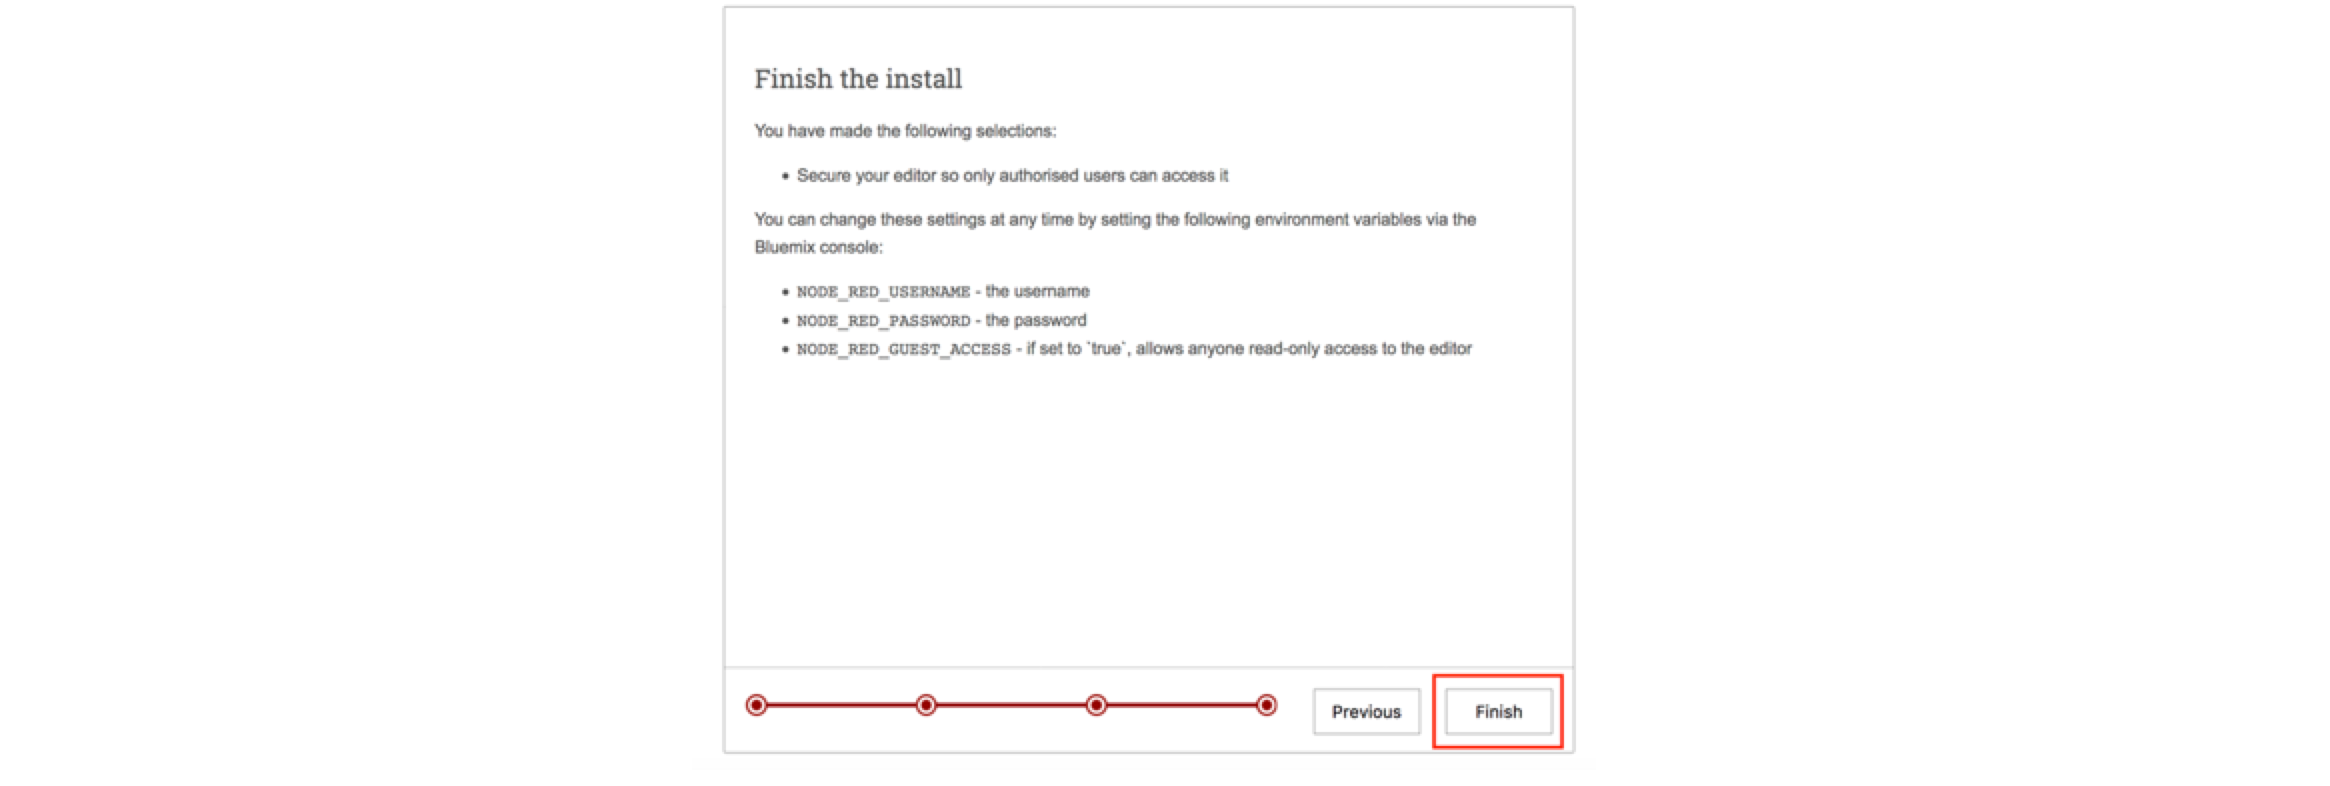 Finish the install
You have made the following selections:
• Secure your editor so only authorised users can access it
You can change these settings at any time by setting the following environment variables via the
Bluemix console:
• NODE_RED_USERNAME - the username
• NODE_RED_PASSWORD - the password
• NODE_RED_GUEST_ACCESS - if set to `true`, allows anyone read-only access to the editor
Previous
Finish